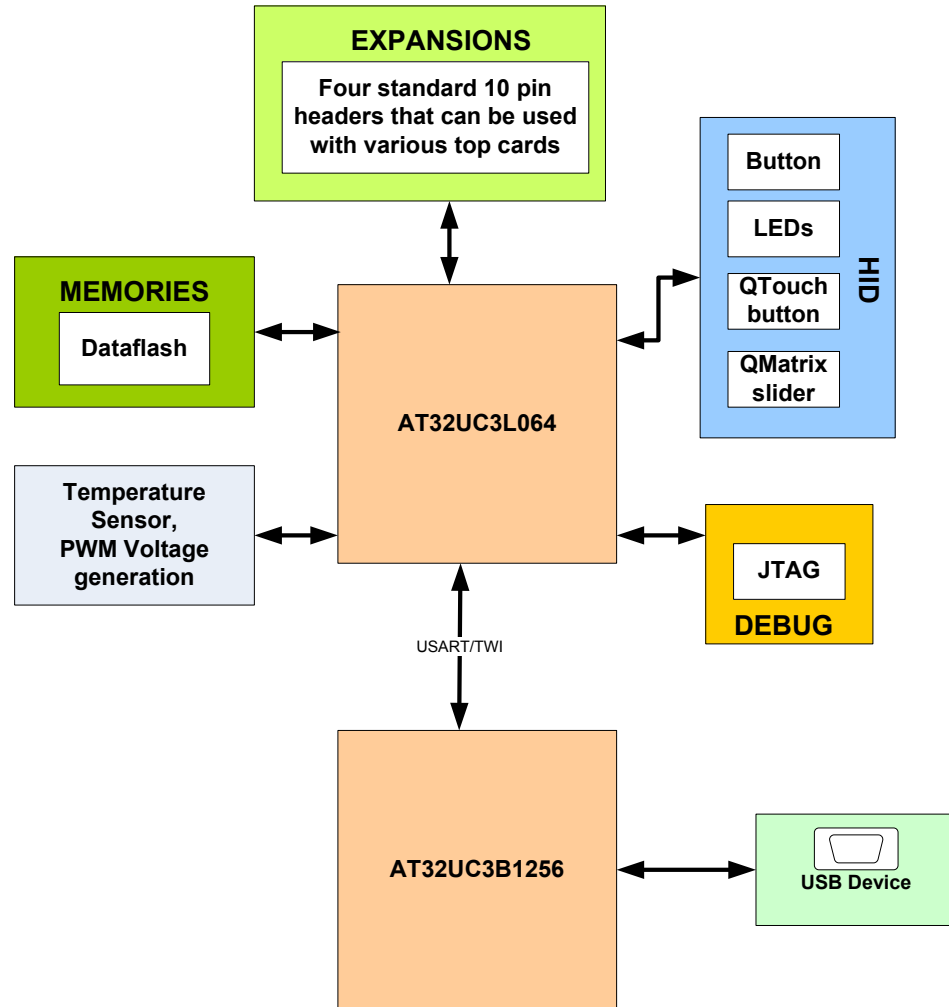 EXPANSIONS
Four standard 10 pin
headers that can be used
with various top cards
Button
LEDs
QTouch
button
QMatrix
slider
HID
MEMORIES
Dataflash
AT32UC3L064
Temperature
Sensor,
PWM Voltage
generation
JTAG
DEBUG
USART/TWI
AT32UC3B1256
USB Device